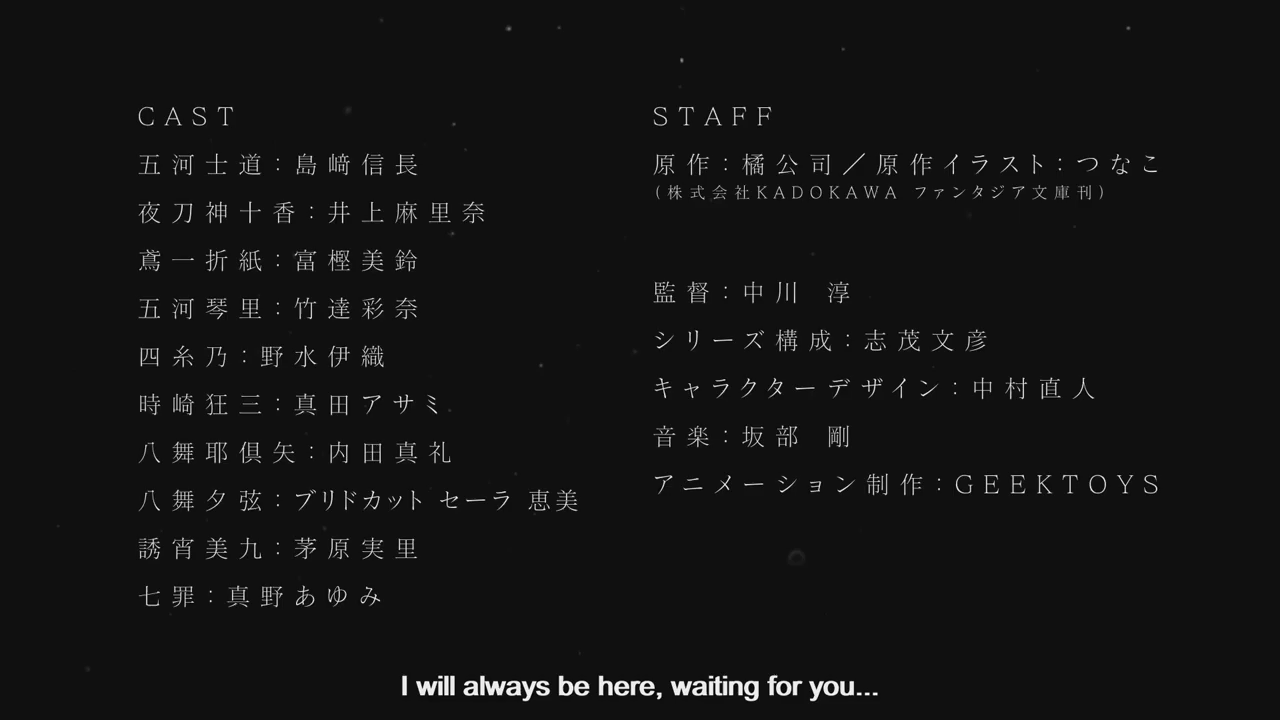 CAST
五河士道：島﨑信長
夜刀神十香：井上麻里奈
鳶一折紙：富樫美鈴
五河琴里：竹達彩奈
四糸乃：野水伊織
時崎狂三：真田アサミ
八舞耶倶矢：内田真礼
八舞夕弦：ブリドカット セーラ 恵美
誘宵美九：茅原実里
七罪：真野あゆみ
STAFF
原作：橘公司／原作イラスト：つなこ
(株式会社KADOKAWA ファンタジア文庫刊)
監督：中川 淳
シリーズ構成：志茂文彦
キャラクターデザイン：中村直人
音楽：坂部 剛
アニメーション制作：GEEKTOYS
I will always be here, waiting for you...